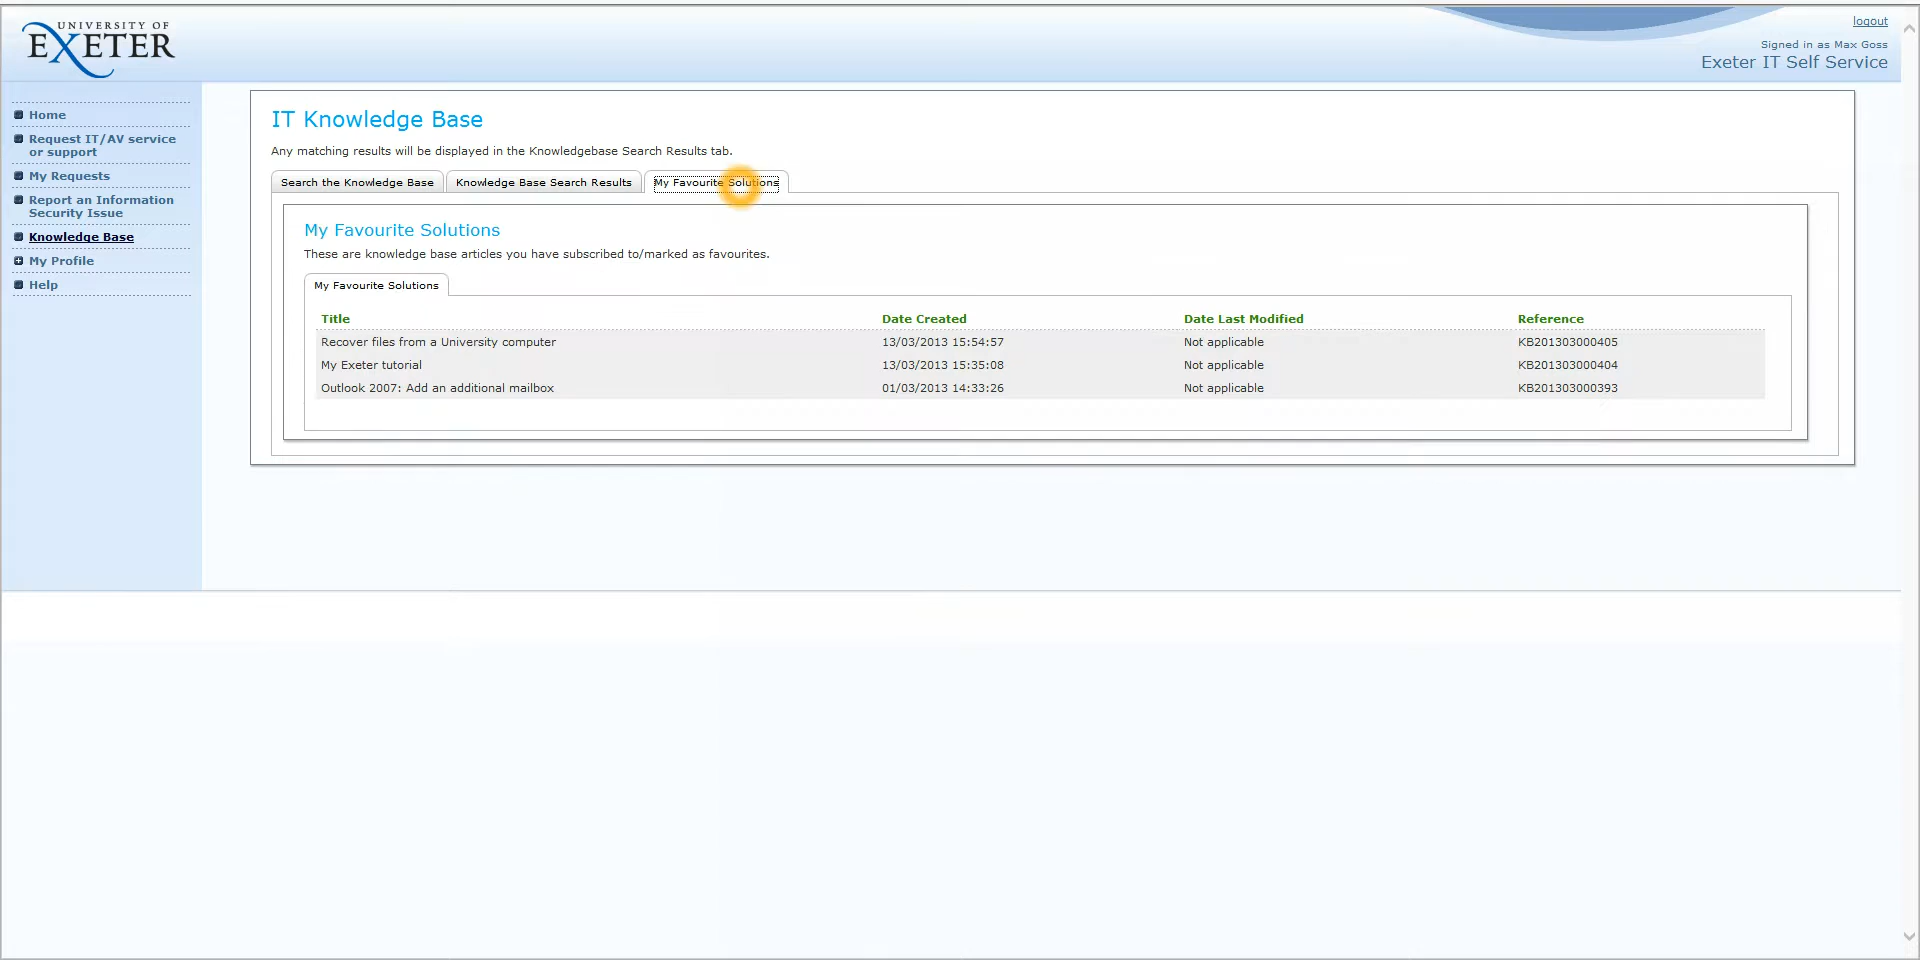 UNIVERSITY OF
EXETER
logout
Signed in as Max Goss
Exeter IT Self Service
Home
Request IT/AV service
or support
My Requests
Report an Information
Security Issue
Knowledge Base
My Profile
Help
IT Knowledge Base
Any matching results will be displayed in the Knowledgebase Search Results tab.
Search the Knowledge Base Knowledge Base Search Results My Favourite Solutions
My Favourite Solutions
These are knowledge base articles you have subscribed to/marked as favourites.
My Favourite Solutions
Title Date Created Date Last Modified Reference
Recover files from a University computer 13/03/2013 15:54:57 Not applicable KB201303000405
My Exeter tutorial 13/03/2013 15:35:08 Not applicable KB201303000404
Outlook 2007: Add an additional mailbox 01/03/2013 14:33:26 Not applicable KB201303000393